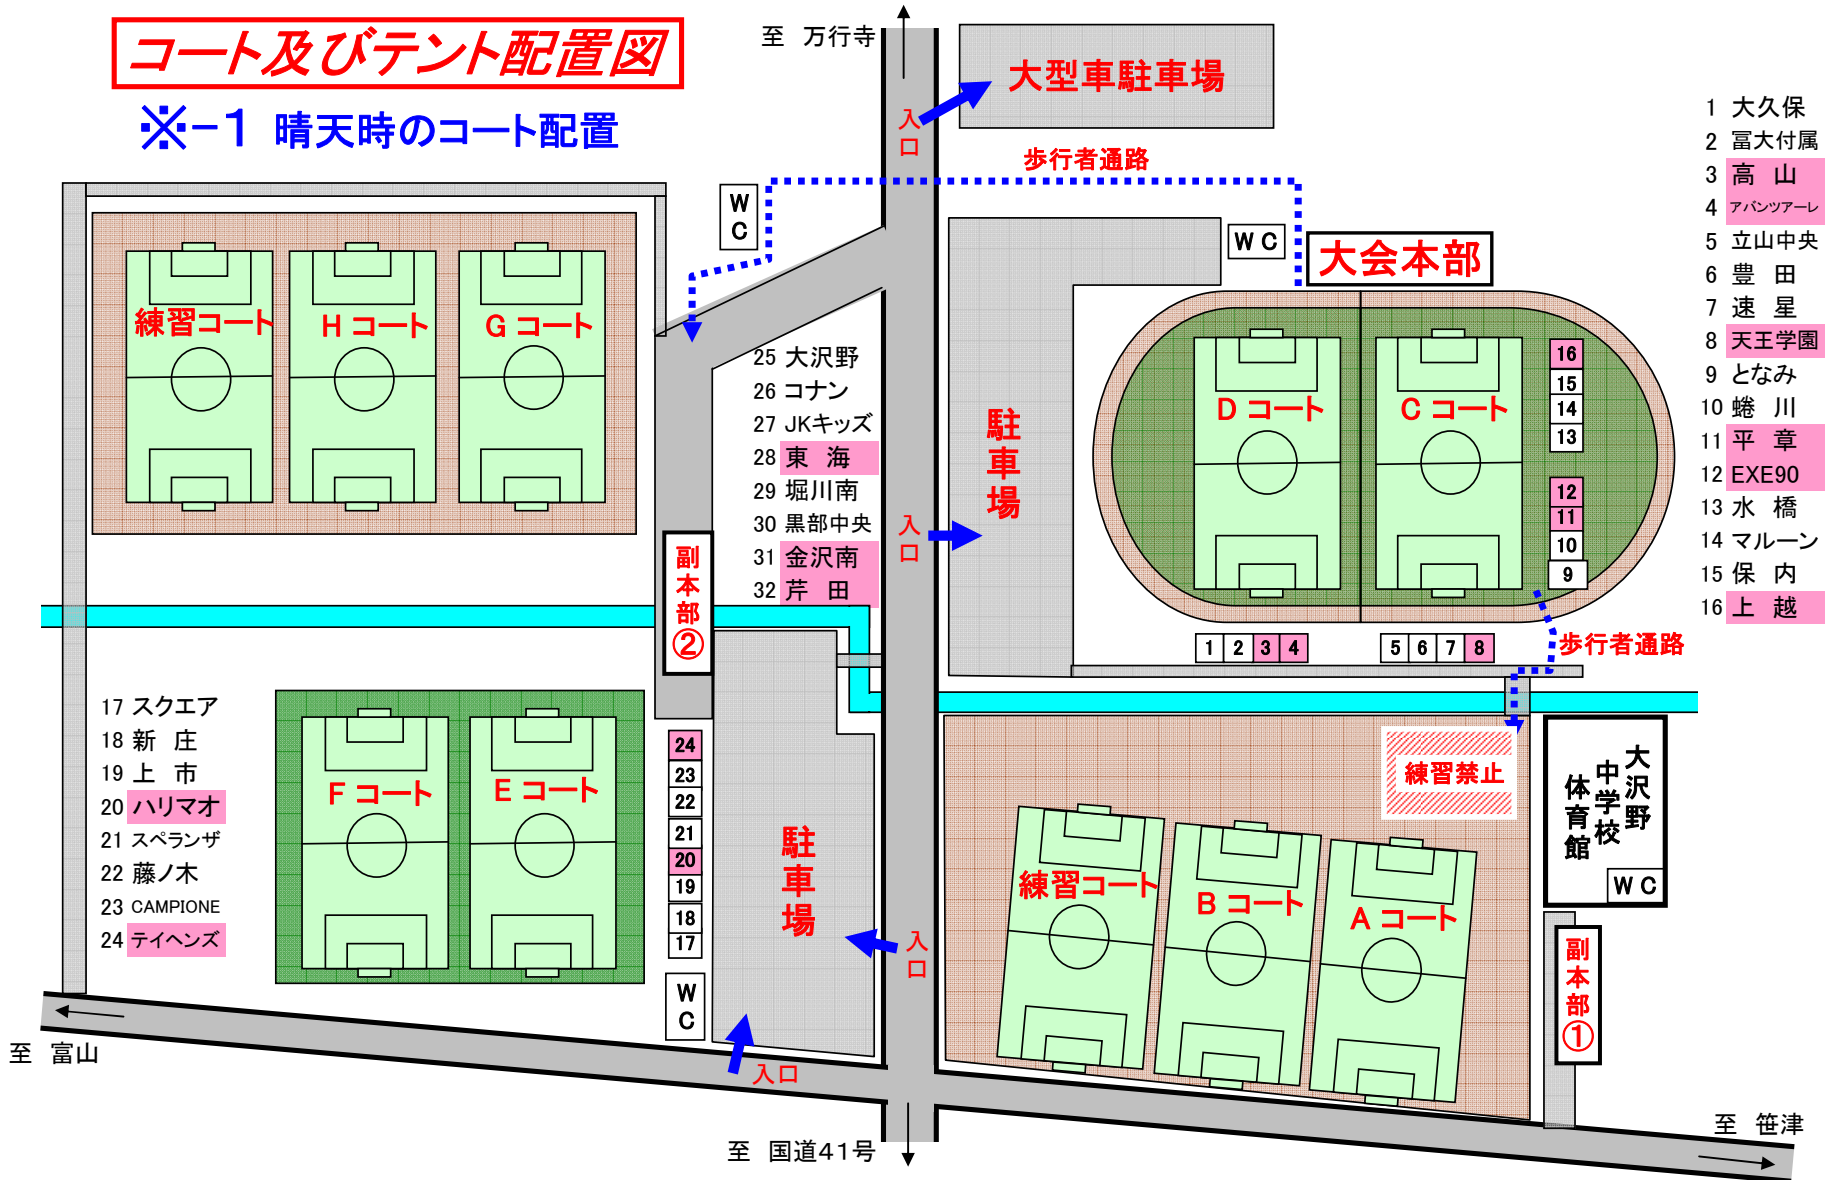 コート及びテント配置図
※-1 晴天時のコート配置
至 万行寺
大型車駐車場
入口
歩行者通路
WC
WC
大会本部
1 大久保
2 冨大付属
3 高 山
4 アバンツアーレ
5 立山中央
6 豊 田
7 速 星
8 天王学園
9 となみ
10 蜷 川
11 平 章
12 EXE90
13 水 橋
14 マルーン
15 保 内
16 上 越
練習コート
H コート
G コート
25 大沢野
26 コナン
27 JKキッズ
28 東 海
29 堀川南
30 黒部中央
31 金沢南
32 芹 田
駐車場
入口
D コート
C コート
16
15
14
13
12
11
10
9
1 2 3 4
5 6 7 8
歩行者通路
副本部②
17 スクエア
18 新 庄
19 上 市
20 ハリマオ
21 スペランザ
22 藤ノ木
23 CAMPIONE
24 テイヘンズ
F コート
E コート
24
23
22
21
20
19
18
17
WC
駐車場
入口
入口
練習禁止
練習コート
B コート
A コート
大沢野
中学校
体育館
WC
副本部①
至 富山
至 国道41号
至 笹津